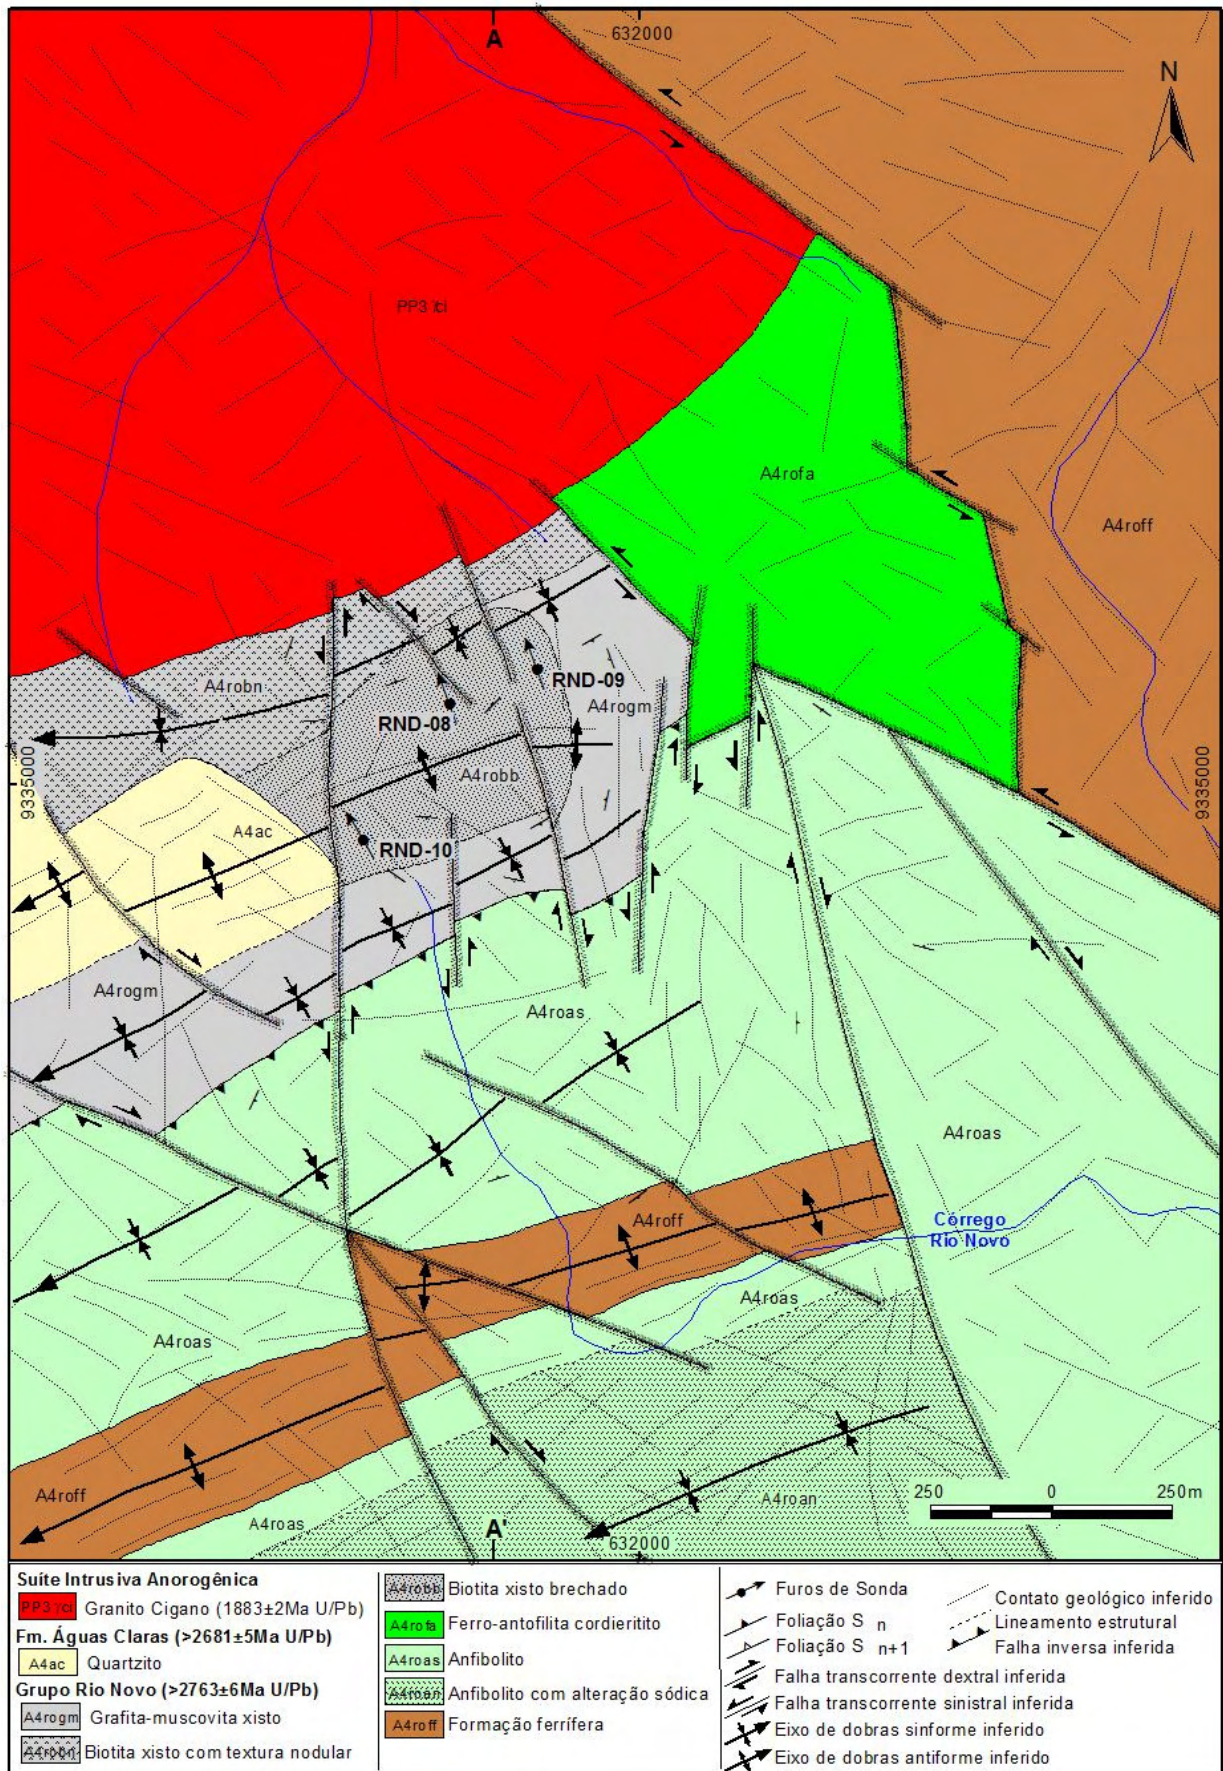 A
632000
N
PP3γci
A4rofa
A4roff
A4robn
RND-09
A4rogm
RND-08
A4robb
9335000
9335000
A4ac
RND-10
A4rogm
A4roas
A4roas
A4roff
Córrego
Rio Novo
A4roas
A4roas
A4roff
A4roan
A4roas
250 0 250m
A'
632000
Suíte Intrusiva Anorogênica
PP3γci Granito Cigano (1883±2Ma U/Pb)
Fm. Águas Claras (>2681±5Ma U/Pb)
A4ac Quartzito
Grupo Rio Novo (>2763±6Ma U/Pb)
A4rogm Grafita-muscovita xisto
A4robn Biotita xisto com textura nodular
A4robb Biotita xisto brechado
A4rofa Ferro-antofilita cordieritito
A4roas Anfibolito
A4roan Anfibolito com alteração sódica
A4roff Formação ferrífera
Furos de Sonda
Foliação S n
Foliação S n+1
Falha transcorrente dextral inferida
Falha transcorrente sinistral inferida
Eixo de dobras sinforme inferido
Eixo de dobras antiforme inferido
Contato geológico inferido
Lineamento estrutural
Falha inversa inferida